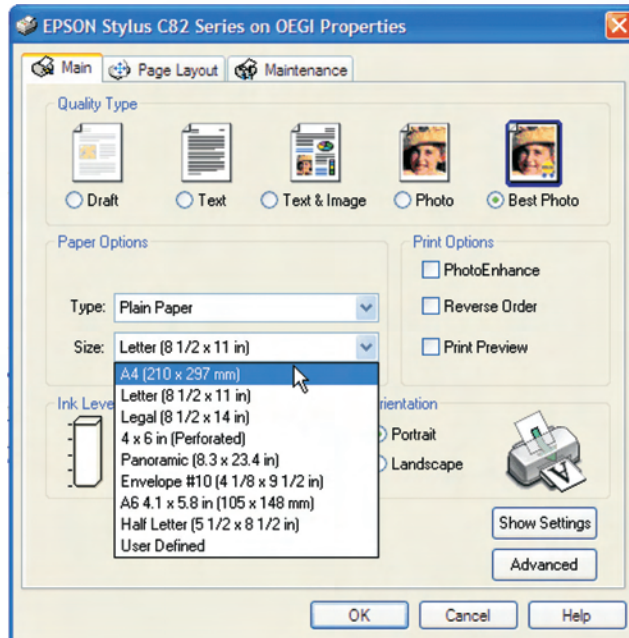 EPSON Stylus C82 Series on OEGI Properties
Main Page Layout Maintenance
Quality Type
Draft Text Text & Image Photo Best Photo
Paper Options
Print Options
PhotoEnhance
Type: Plain Paper
Reverse Order
Size: Letter (8 1/2 x 11 in)
Print Preview
A4 (210 x 297 mm)
Letter (8 1/2 x 11 in)
Legal (8 1/2 x 14 in)
4 x 6 in (Perforated)
Panoramic (8.3 x 23.4 in)
Envelope #10 (4 1/8 x 9 1/2 in)
A6 4.1 x 5.8 in (105 x 148 mm)
Half Letter (5 1/2 x 8 1/2 in)
User Defined
Ink Leve
rientation
Portrait
Landscape
A
Show Settings
Advanced
OK Cancel Help